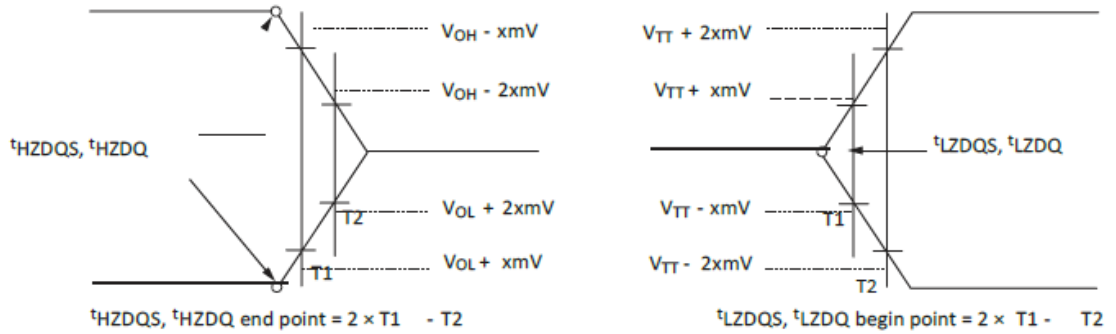 VOH - xmV
VOH - 2xmV
tHZDQS, tHZDQ
T2
VOL + 2xmV
T1
VOL + xmV
tHZDQS, tHZDQ end point = 2 × T1 - T2
VTT + 2xmV
VTT + xmV
tLZDQS, tLZDQ
VTT - xmV
T1
VTT - 2xmV
T2
tLZDQS, tLZDQ begin point = 2 × T1 - T2